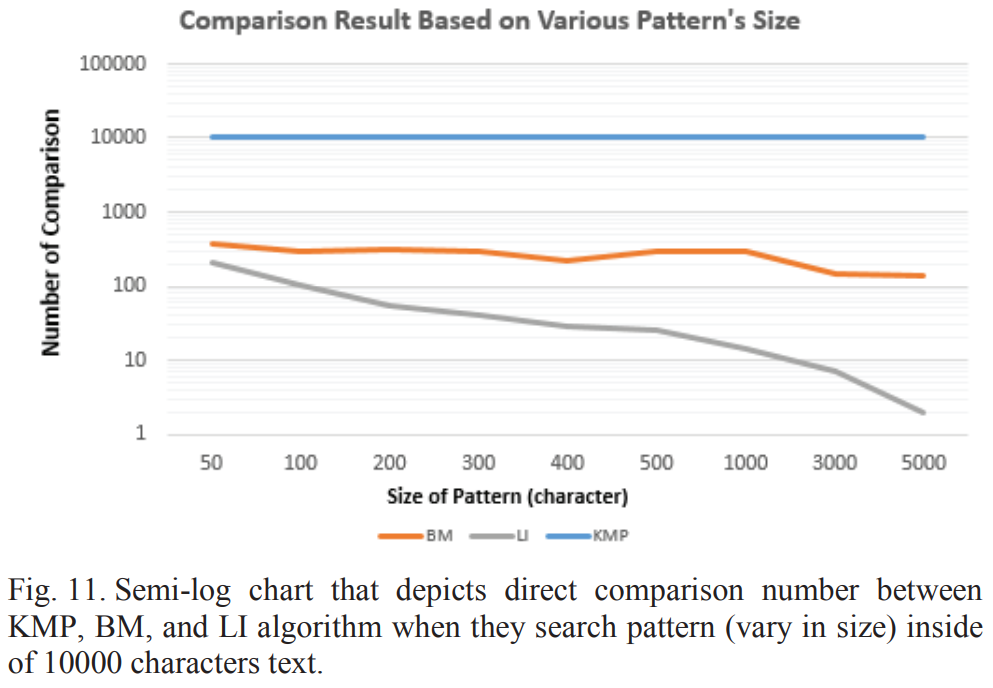 Comparison Result Based on Various Pattern's Size
100000
10000
1000
100
10
1
Number of Comparison
50 100 200 300 400 500 1000 3000 5000
Size of Pattern (character)
BM LI KMP
Fig. 11. Semi-log chart that depicts direct comparison number between
KMP, BM, and LI algorithm when they search pattern (vary in size) inside
of 10000 characters text.